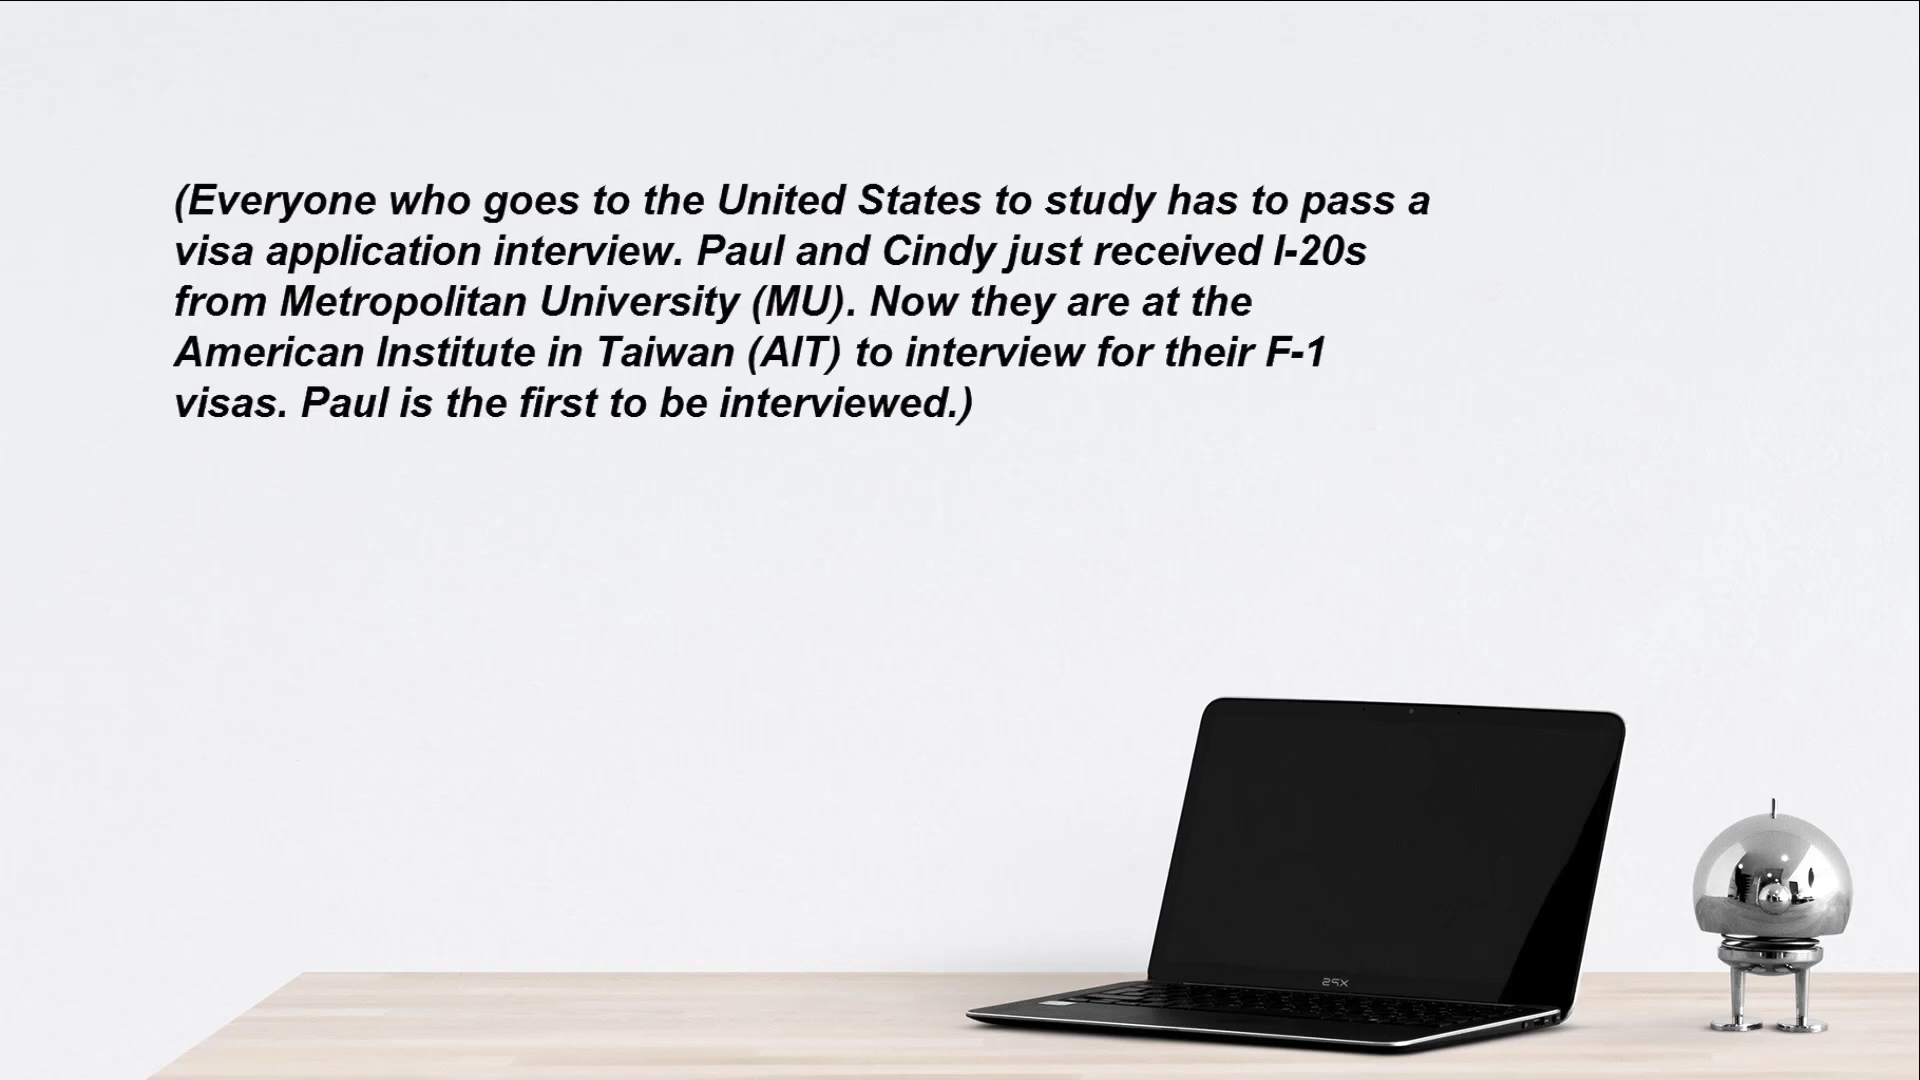 (Everyone who goes to the United States to study has to pass a
visa application interview. Paul and Cindy just received I-20s
from Metropolitan University (MU). Now they are at the
American Institute in Taiwan (AIT) to interview for their F-1
visas. Paul is the first to be interviewed.)
XPS